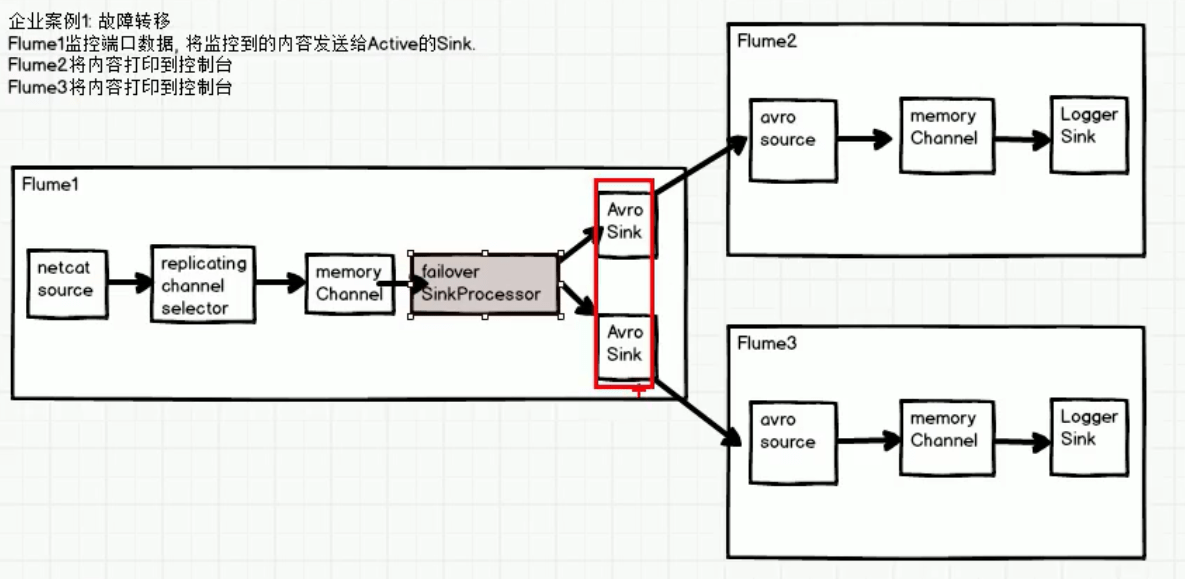 企业案例1: 故障转移
Flume1监控端口数据, 将监控到的内容发送给Active的Sink.
Flume2将内容打印到控制台
Flume3将内容打印到控制台
Flume1
netcat
source
replicating
channel
selector
memory
Channel
failover
SinkProcessor
Avro
Sink
Avro
Sink
Flume2
avro
source
memory
Channel
Logger
Sink
Flume3
avro
source
memory
Channel
Logger
Sink